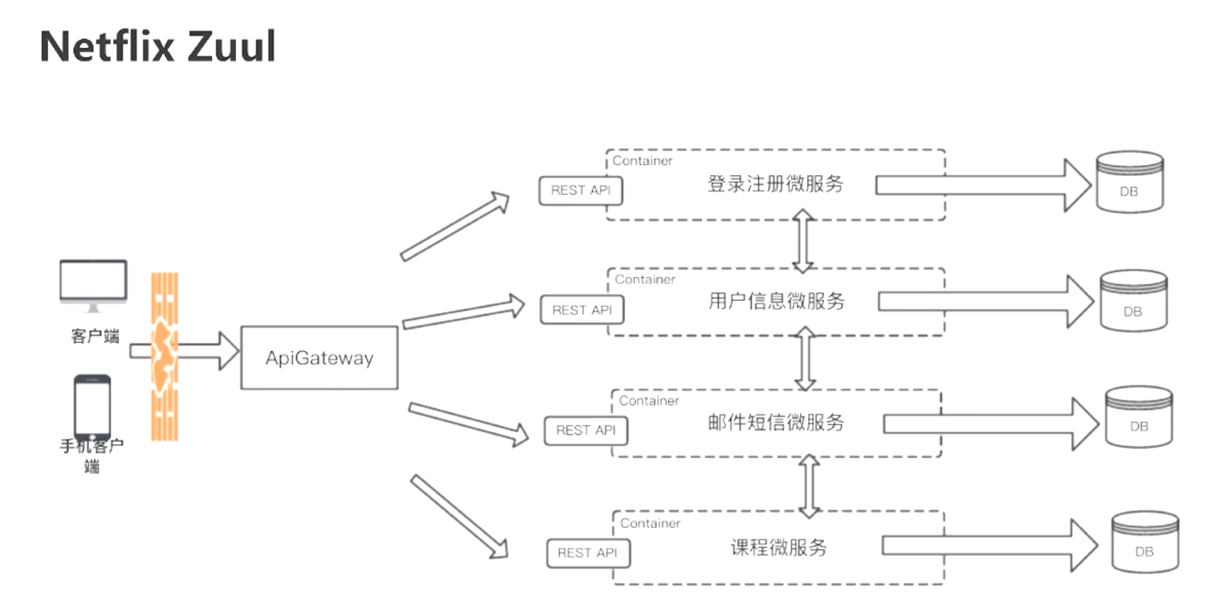 Netflix Zuul
Container
REST API
登录注册微服务
DB
Container
REST API
用户信息微服务
DB
客户端
ApiGateway
手机客户
端
Container
REST API
邮件短信微服务
DB
Container
REST API
课程微服务
DB